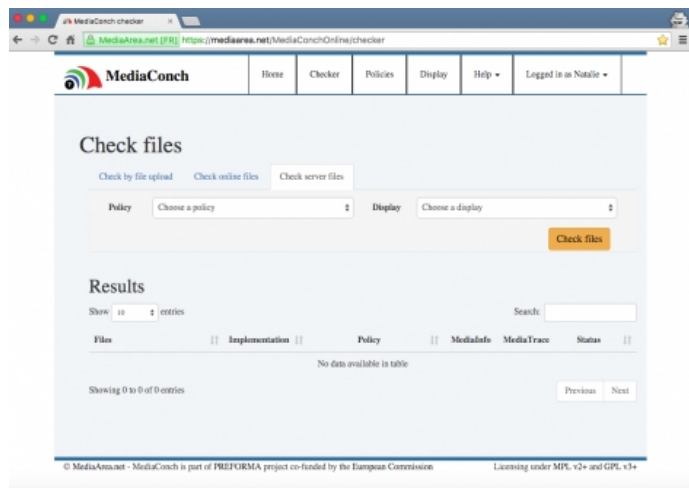 MediaConch checker
MediaArea.net [FR] https://mediaarea.net/MediaConchOnline/checker
MediaConch Home Checker Policies Display Help Logged in as Natalie
Check files
Check by file upload Check online files Check server files
Policy Choose a policy Display Choose a display
Check files
Results
Show 10 entries Search:
Files Implementation Policy MediaInfo MediaTrace Status
No data available in table
Showing 0 to 0 of 0 entries Previous Next
© MediaArea.net - MediaConch is part of PREFORMA project co-funded by the European Commission Licensing under MPL v2+ and GPL v3+